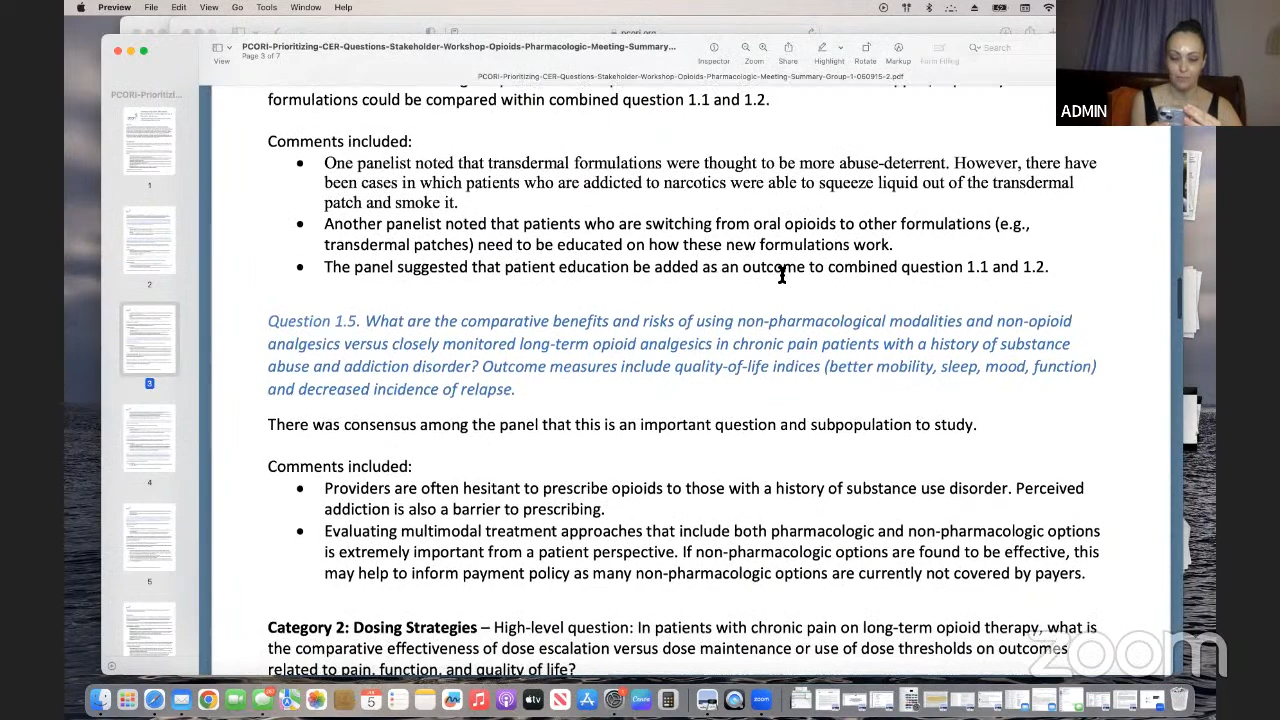 Window Help
PCORI-Prioritizing-CER-Questions-Stakeholder-Workshop-Opioids-Pharmacologic-Meeting-Summary...
Page 3 of 7
View
Inspector Zoom Share Highlight Rotate Markup Form Filling
Search
PCORI-Prioritizing-CER-Questions-Stakeholder-Workshop-Opioids-Pharmacologic-Meeting-Summary-Group-1-060915-2.pdf
PCORI-Prioritizi...
ADMIN
formulations could be compared within combined question 1.1 and 1.2.
Comments included:
One panelist noted that transdermal formulations were thought to be more abuse deterrent. However, there have
been cases in which patients who are addicted to narcotics were able to squeeze liquid out of the transdermal
patch and smoke it.
Another panelist noted that patients who are switching from oral opioids to other formulations (e.g.,
transdermal patches) need to be educated on how these new formulations work.
The panel suggested that patient education be added as an outcome to combined question 1.1 and 1.2.
Question 1.5. What are the comparative benefits and risks of using non-pharmacological modalities and non-opioid
analgesics versus closely monitored long-term opioid analgesics in chronic pain patients with a history of substance
abuse and addiction disorder? Outcome measures include quality-of-life indices (better mobility, sleep, mood, function)
and decreased incidence of relapse.
There was consensus among the panel that this is an important question and subpopulation to study.
Comments included:
• Providers are often hesitant to prescribe opioids to those with a history of substance use disorder. Perceived
addiction is also a barrier to prescribing.
Evaluating multimodal treatment approaches that include both pharmacologic and non-pharmacologic options
is extremely important from a patient perspective. If non-pharmacologic options are found to be effective, this
may help to inform payer policy as many non-pharmacologic options are currently not covered by payers.
Category 2: Dosing Strategies – High-level question: In patients with chronic pain on long-term opioid therapy, what is
the comparative effectiveness of dose escalation versus dose maintenance or use of dose thresholds on outcomes
related to pain, function, and quality of life?
1
2
3
4
5
zoom
File Edit View Go Tools